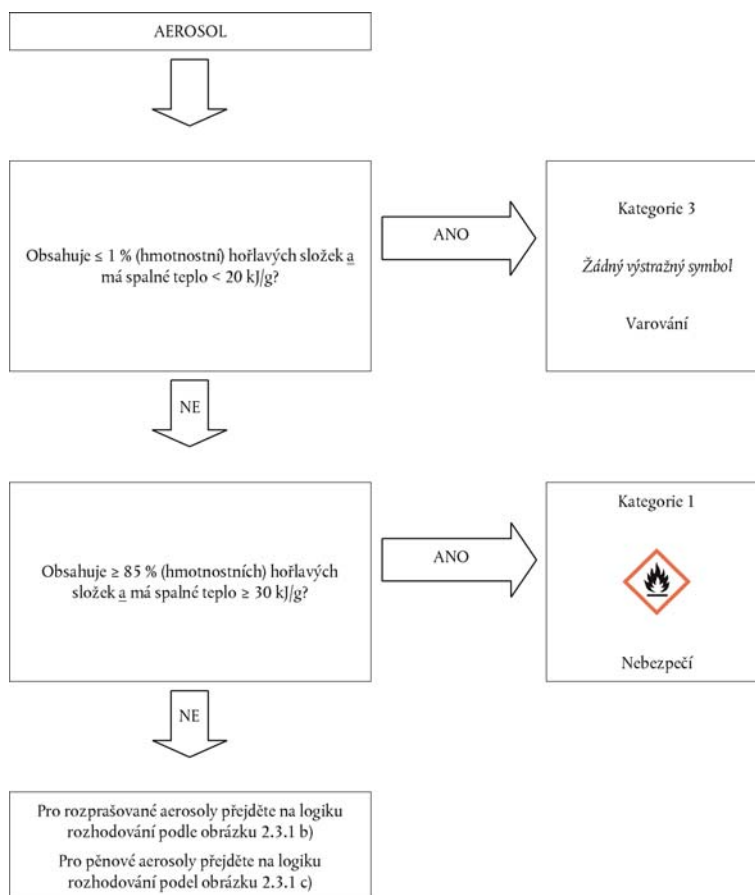 AEROSOL
Obsahuje ≤ 1 % (hmotnostní) hořlavých složek a
má spalné teplo < 20 kJ/g?
ANO
Kategorie 3
Žádný výstražný symbol
Varování
NE
Obsahuje ≥ 85 % (hmotnostních) hořlavých
složek a má spalné teplo ≥ 30 kJ/g?
ANO
Kategorie 1
Nebezpečí
NE
Pro rozprašované aerosoly přejděte na logiku
rozhodování podle obrázku 2.3.1 b)
Pro pěnové aerosoly přejděte na logiku
rozhodování podel obrázku 2.3.1 c)